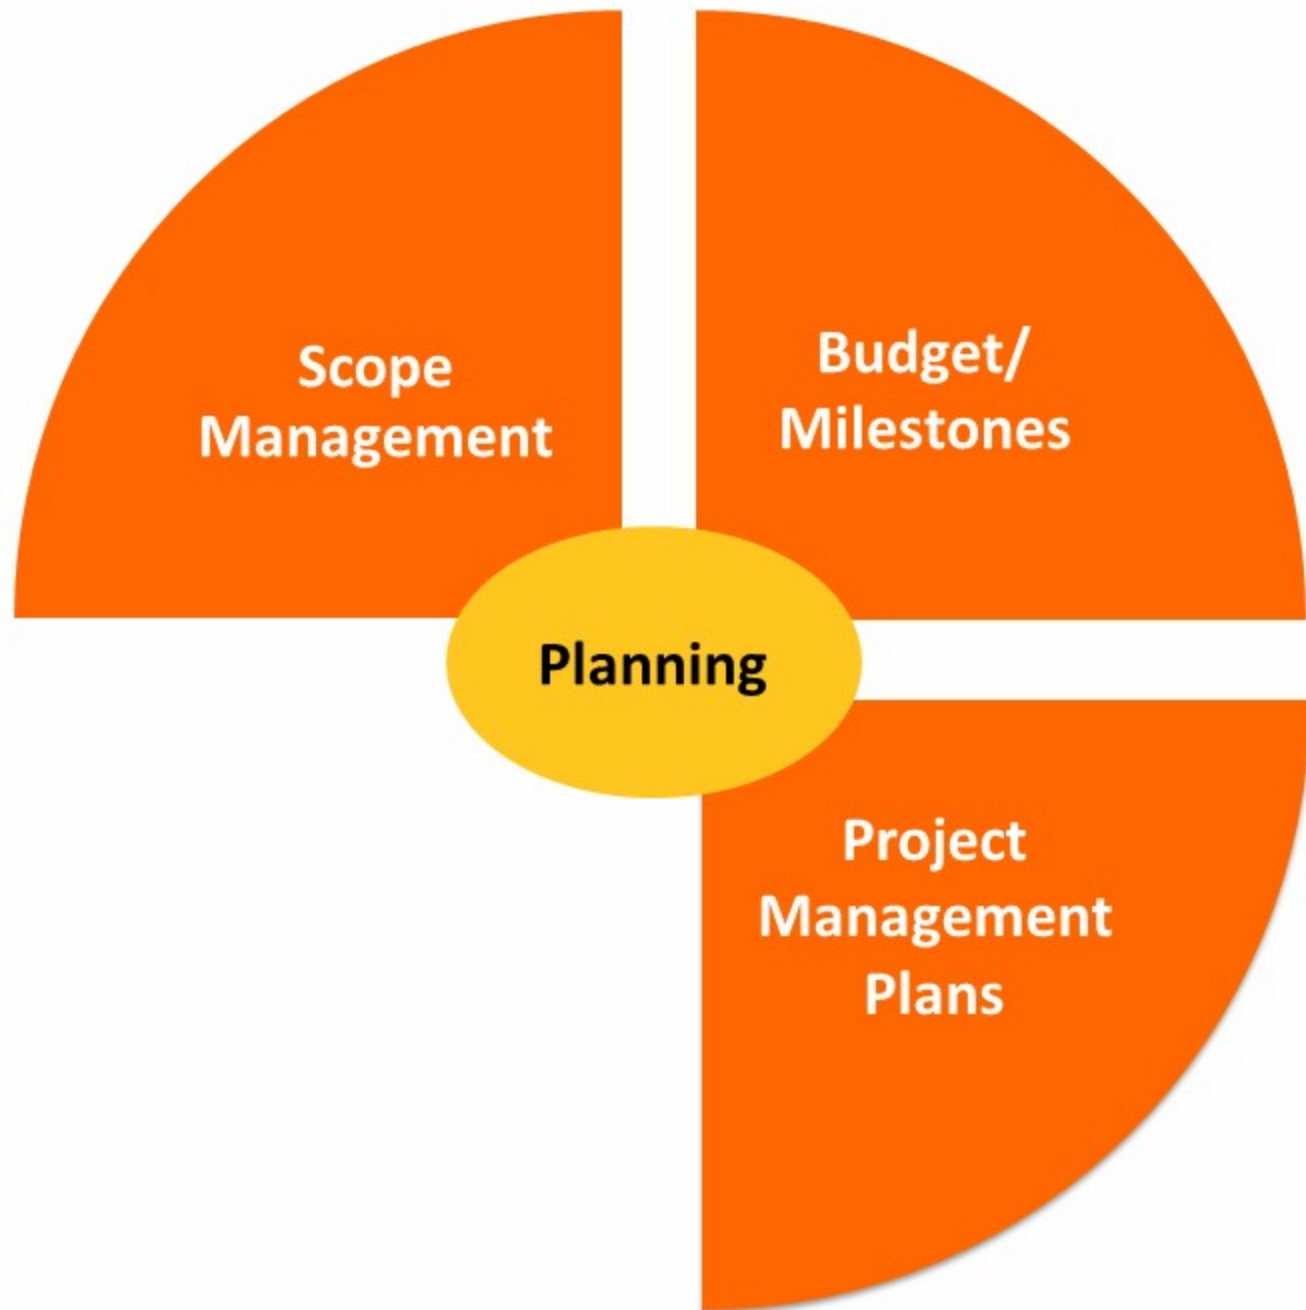 Scope
Management
Budget/
Milestones
Planning
Project
Management
Plans